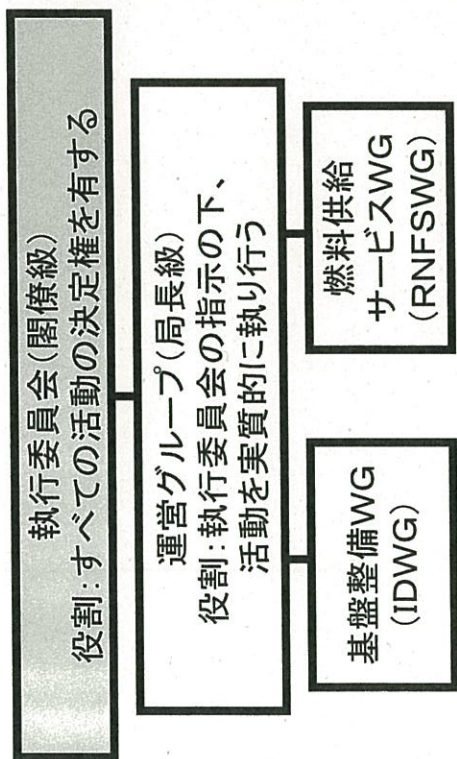 執行委員会(閣僚級)
役割:すべての活動の決定権を有する
運営グループ(局長級)
役割:執行委員会の指示の下、
活動を実質的に執り行う
基盤整備WG
(IDWG)
燃料供給
サービスWG
(RNFSWG)